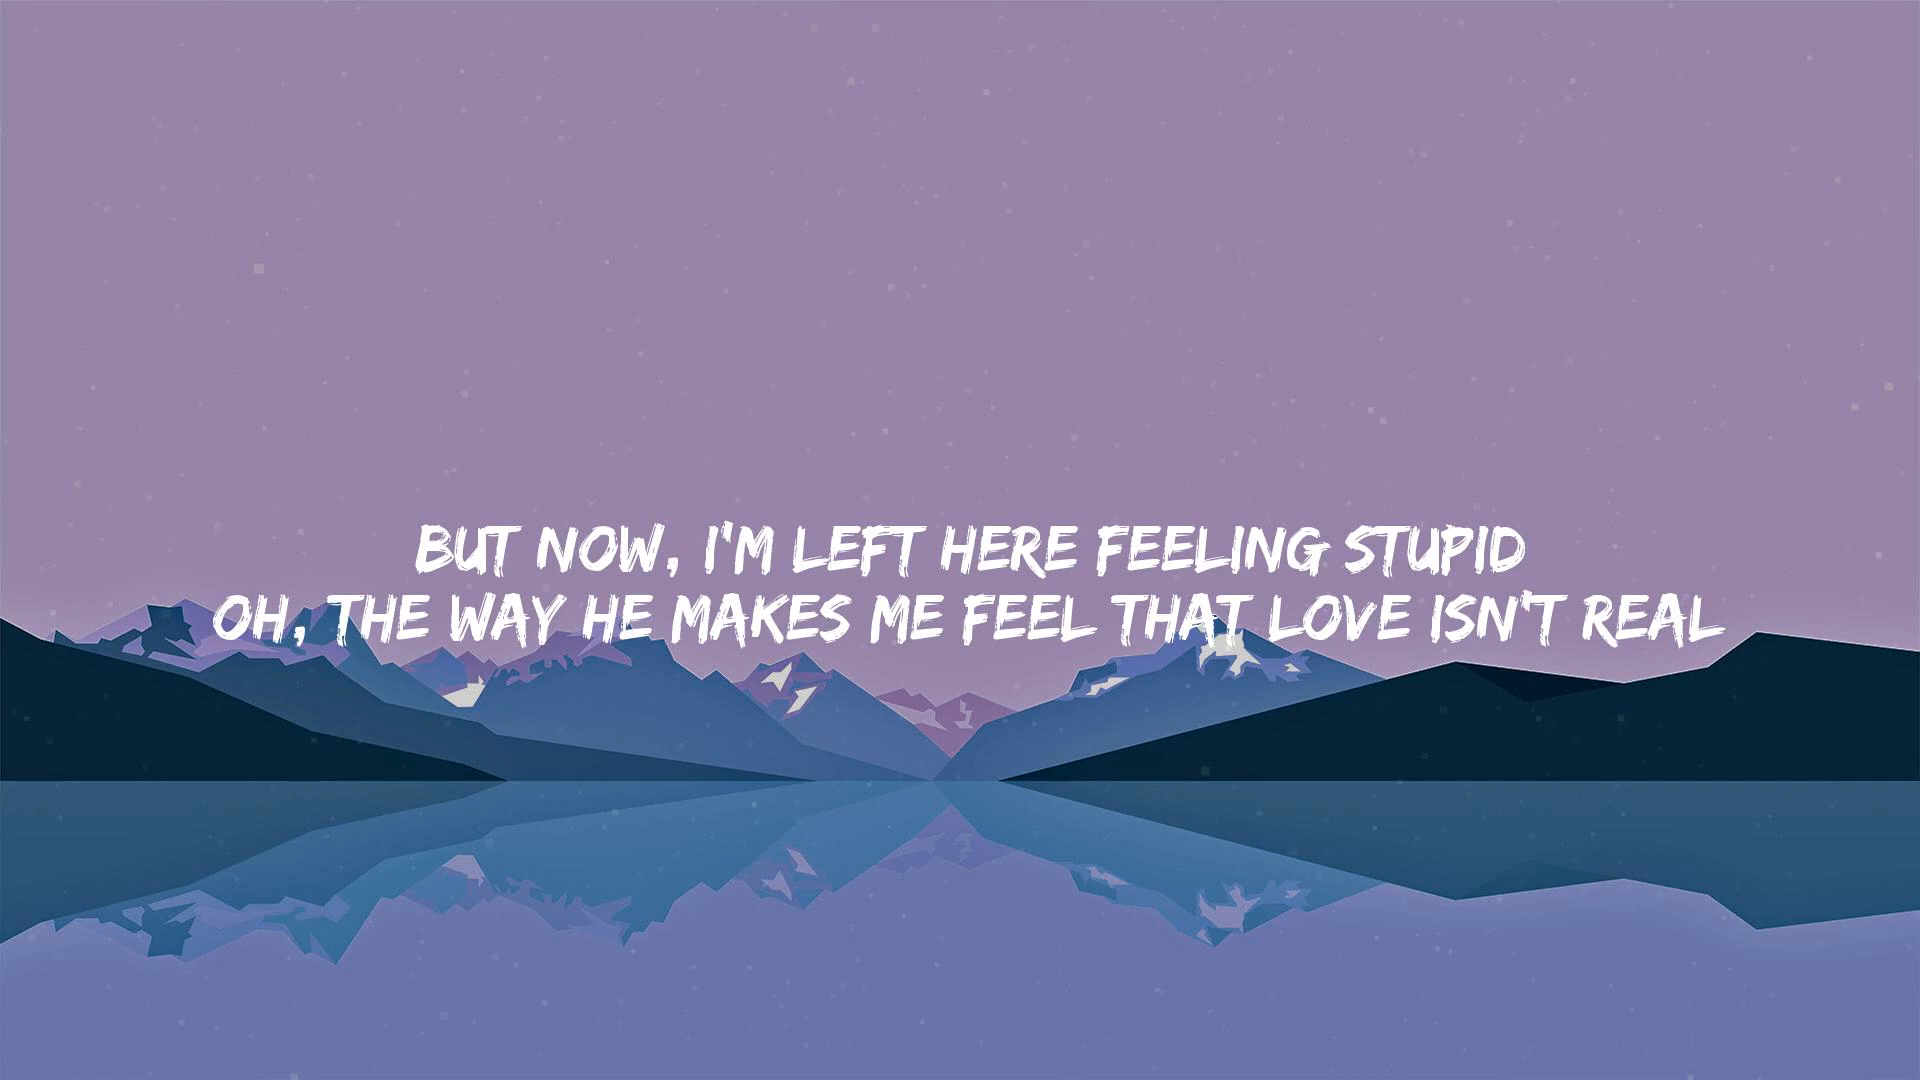 BUT NOW, I'M LEFT HERE FEELING STUPID
OH, THE WAY HE MAKES ME FEEL THAT LOVE ISN'T REAL